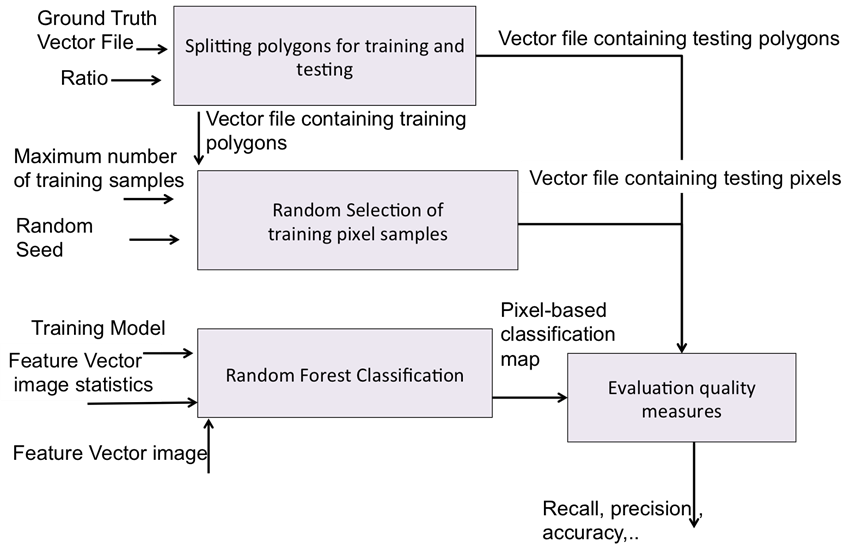 Ground Truth
Vector File
Ratio
Splitting polygons for training and
testing
Vector file containing testing polygons
Vector file containing training
polygons
Maximum number
of training samples
Random
Seed
Random Selection of
training pixel samples
Vector file containing testing pixels
Training Model
Feature Vector
image statistics
Feature Vector image
Random Forest Classification
Pixel-based
classification
map
Evaluation quality
measures
Recall, precision,,
accuracy,..